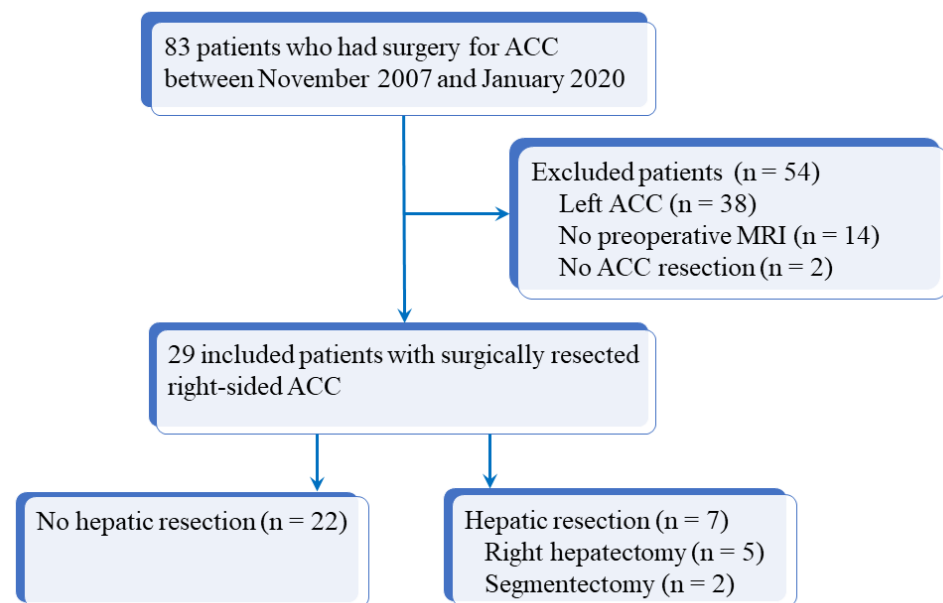 83 patients who had surgery for ACC
between November 2007 and January 2020
Excluded patients (n = 54)
Left ACC (n = 38)
No preoperative MRI (n = 14)
No ACC resection (n = 2)
29 included patients with surgically resected
right-sided ACC
No hepatic resection (n = 22)
Hepatic resection (n = 7)
Right hepatectomy (n = 5)
Segmentectomy (n = 2)